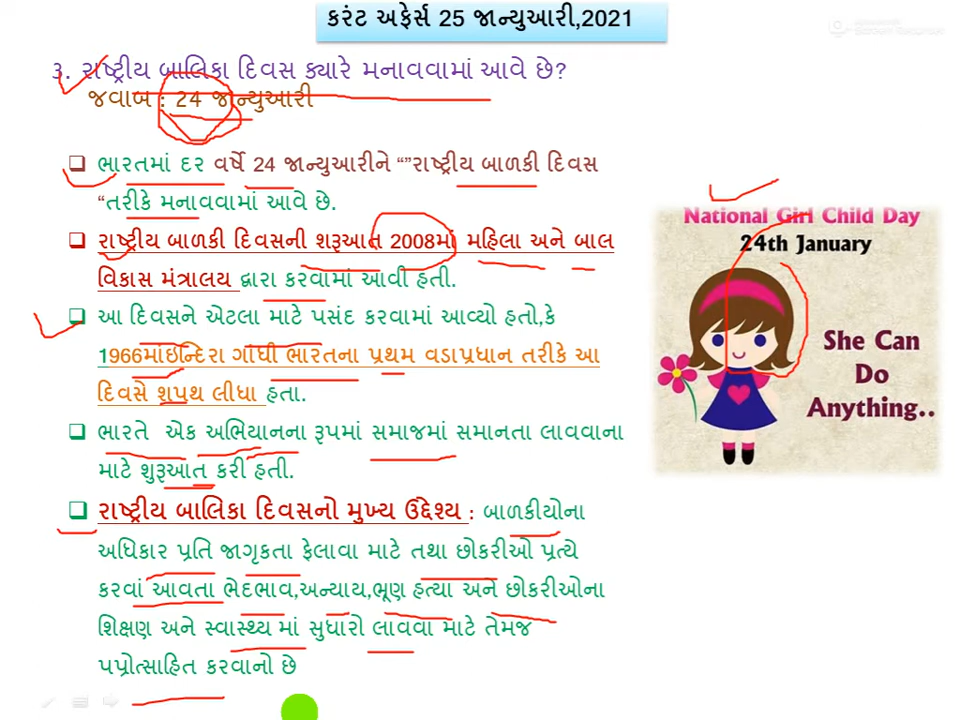 કરંટ અફેર્સ 25 જાન્યુઆરી,2021
૩. રાષ્ટ્રીય બાલિકા દિવસ ક્યારે મનાવવામાં આવે છે?
જવાબ : 24 જાન્યુઆરી
ભારતમાં દર વર્ષે 24 જાન્યુઆરીને “”રાષ્ટ્રીય બાળકી દિવસ
“તરીકે મનાવવામાં આવે છે.
રાષ્ટ્રીય બાળકી દિવસની શરૂઆત 2008માં મહિલા અને બાલ
વિકાસ મંત્રાલય દ્વારા કરવામાં આવી હતી.
આ દિવસને એટલા માટે પસંદ કરવામાં આવ્યો હતો,કે
1966માંઇન્દિરા ગાંધી ભારતના પ્રથમ વડાપ્રધાન તરીકે આ
દિવસે શપથ લીધા હતા.
ભારતે એક અભિયાનના રૂપમાં સમાજમાં સમાનતા લાવવાના
માટે શુરૂઆત કરી હતી.
રાષ્ટ્રીય બાલિકા દિવસનો મુખ્ય ઉદ્દેશ્ય : બાળકીયોના
અધિકાર પ્રતિ જાગૃકતા ફેલાવા માટે તથા છોકરીઓ પ્રત્યે
કરવાં આવતા ભેદભાવ,અન્યાય,ભૂણ હત્યા અને છોકરીઓના
શિક્ષણ અને સ્વાસ્થ્ય માં સુધારો લાવવા માટે તેમજ
પપ્રોત્સાહિત કરવાનો છે
National Girl Child Day
24th January
She Can
Do
Anything..